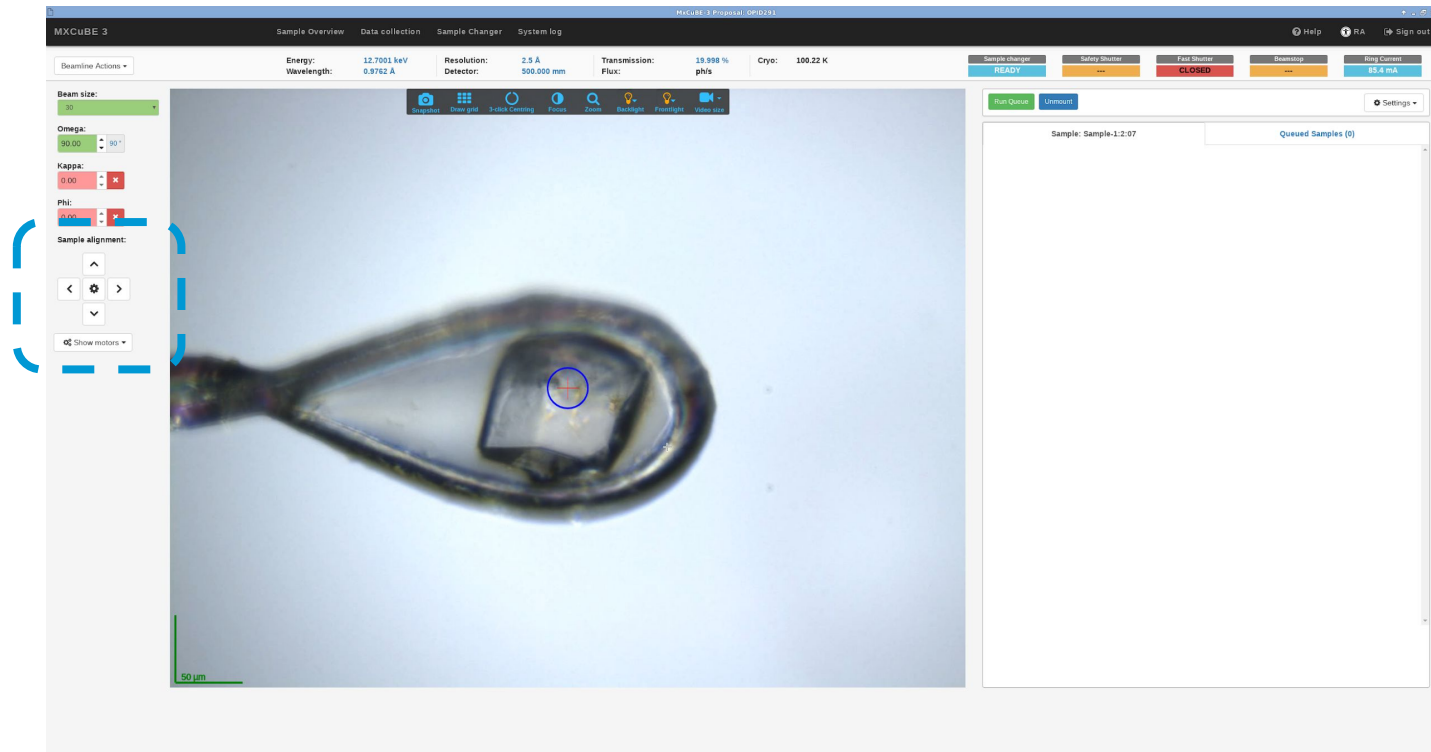 MxCuBE-3 Proposal: OPID291
MXCuBE 3
Sample Overview
Data collection
Sample Changer
System log
Help
RA
Sign out
Beamline Actions
Energy: 12.7001 keV
Wavelength: 0.9762 Å
Resolution: 2.5 Å
Detector: 500.000 mm
Transmission: 19.998 %
Flux: ph/s
Cryo: 100.22 K
Sample changer
READY
Safety Shutter
---
Fast Shutter
CLOSED
Beamstop
---
Ring Current
85.4 mA
Beam size:
30
Omega:
90.00 90°
Kappa:
0.00
Phi:
0.00
Sample alignment:
Show motors
Snapshot
Draw grid
3-click Centring
Focus
Zoom
Backlight
Frontlight
Video size
50 µm
Run Queue
Unmount
Settings
Sample: Sample-1:2:07
Queued Samples (0)